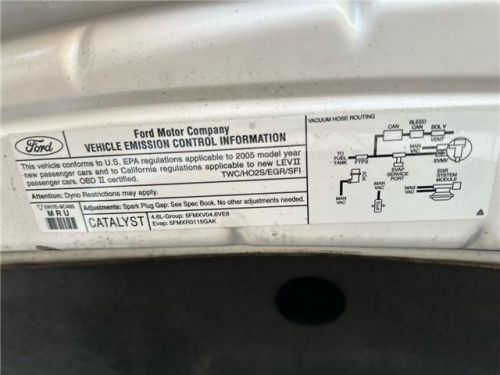 Ford
Ford Motor Company
VEHICLE EMISSION CONTROL INFORMATION
This vehicle conforms to U.S. EPA regulations applicable to 2005 model year
new passenger cars and to California regulations applicable to new LEVII
passenger cars. OBD II certified.
TWC/HO2S/EGR/SFI
Attention: Dyno Restrictions may apply.
Adjustments: Spark Plug Gap: See Spec Book. No other adjustments needed.
5W7E-9C485
MRU
CATALYST
4.6L-Group: 5FMXV04.6VE8
Evap: 5FMXR0115GAK
VACUUM HOSE ROUTING
CAN
BLEED
CAN
SOL V
VENT
TO
FUEL
TANK
FTPS
MAN
VAC
EVMV
EVAP
SERVICE
PORT
EGR SYSTEM
MODULE
MAN
VAC
MAN
VAC
MAN
VAC